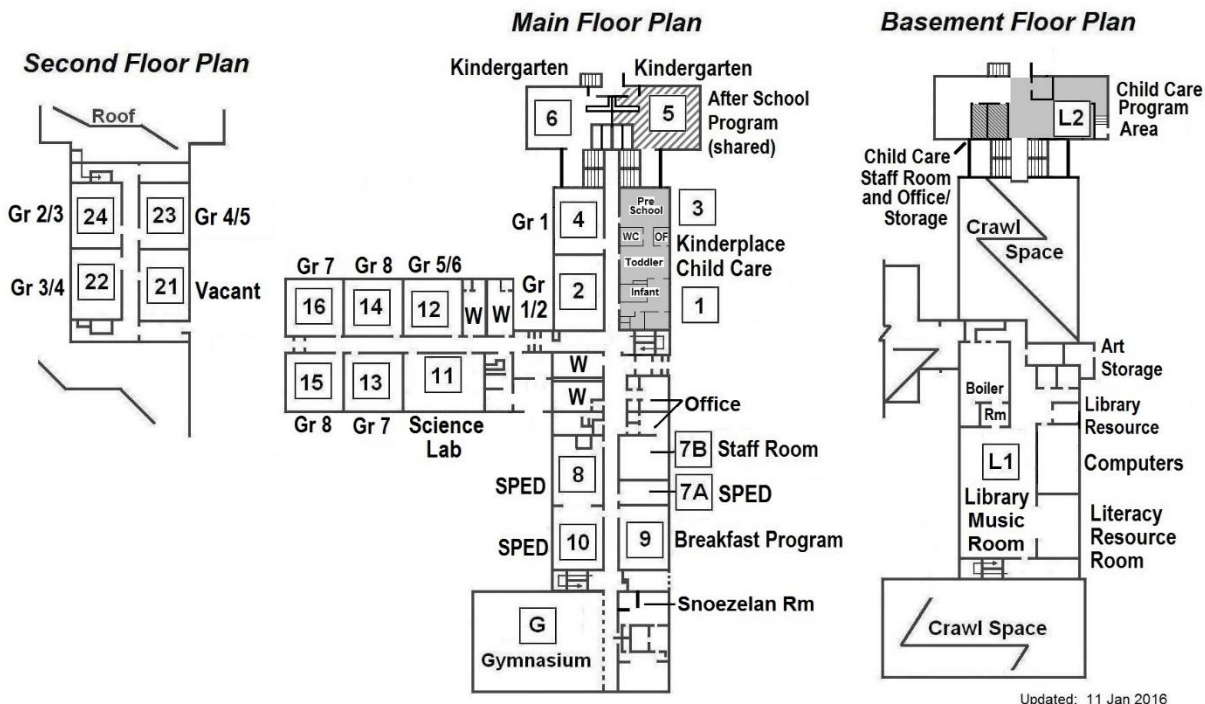 Second Floor Plan
Roof
Gr 2/3
24
23
Gr 4/5
Gr 3/4
22
21
Vacant
Main Floor Plan
Kindergarten
Kindergarten
6
5
After School
Program
(shared)
Gr 1
4
Pre
School
3
WC
OF
Kinderplace
Child Care
Toddler
Gr
1/2
2
Infant
1
Gr 7
Gr 8
Gr 5/6
16
14
12
W
W
15
13
11
W
W
Gr 8
Gr 7
Science
Lab
Office
7B
Staff Room
SPED
8
7A
SPED
SPED
10
9
Breakfast Program
Snoezelan Rm
G
Gymnasium
Basement Floor Plan
Child Care
Program
Area
L2
Child Care
Staff Room
and Office/
Storage
Crawl
Space
Art
Storage
Boiler
Rm
Library
Resource
L1
Computers
Library
Music
Room
Literacy
Resource
Room
Crawl Space
Updated: 11 Jan 2016